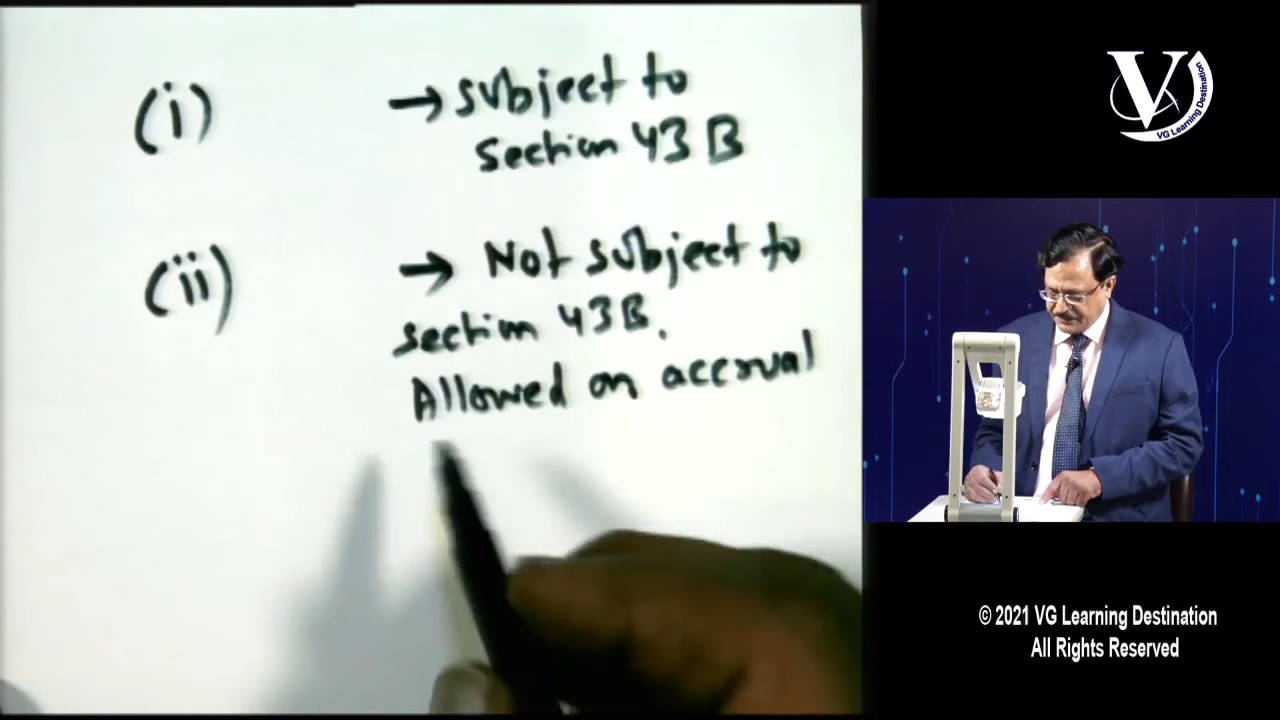 (i) → subject to
section 43 B
(ii) → Not subject to
section 43B.
Allowed on accrual
V
VG Learning Destination
© 2021 VG Learning Destination
All Rights Reserved